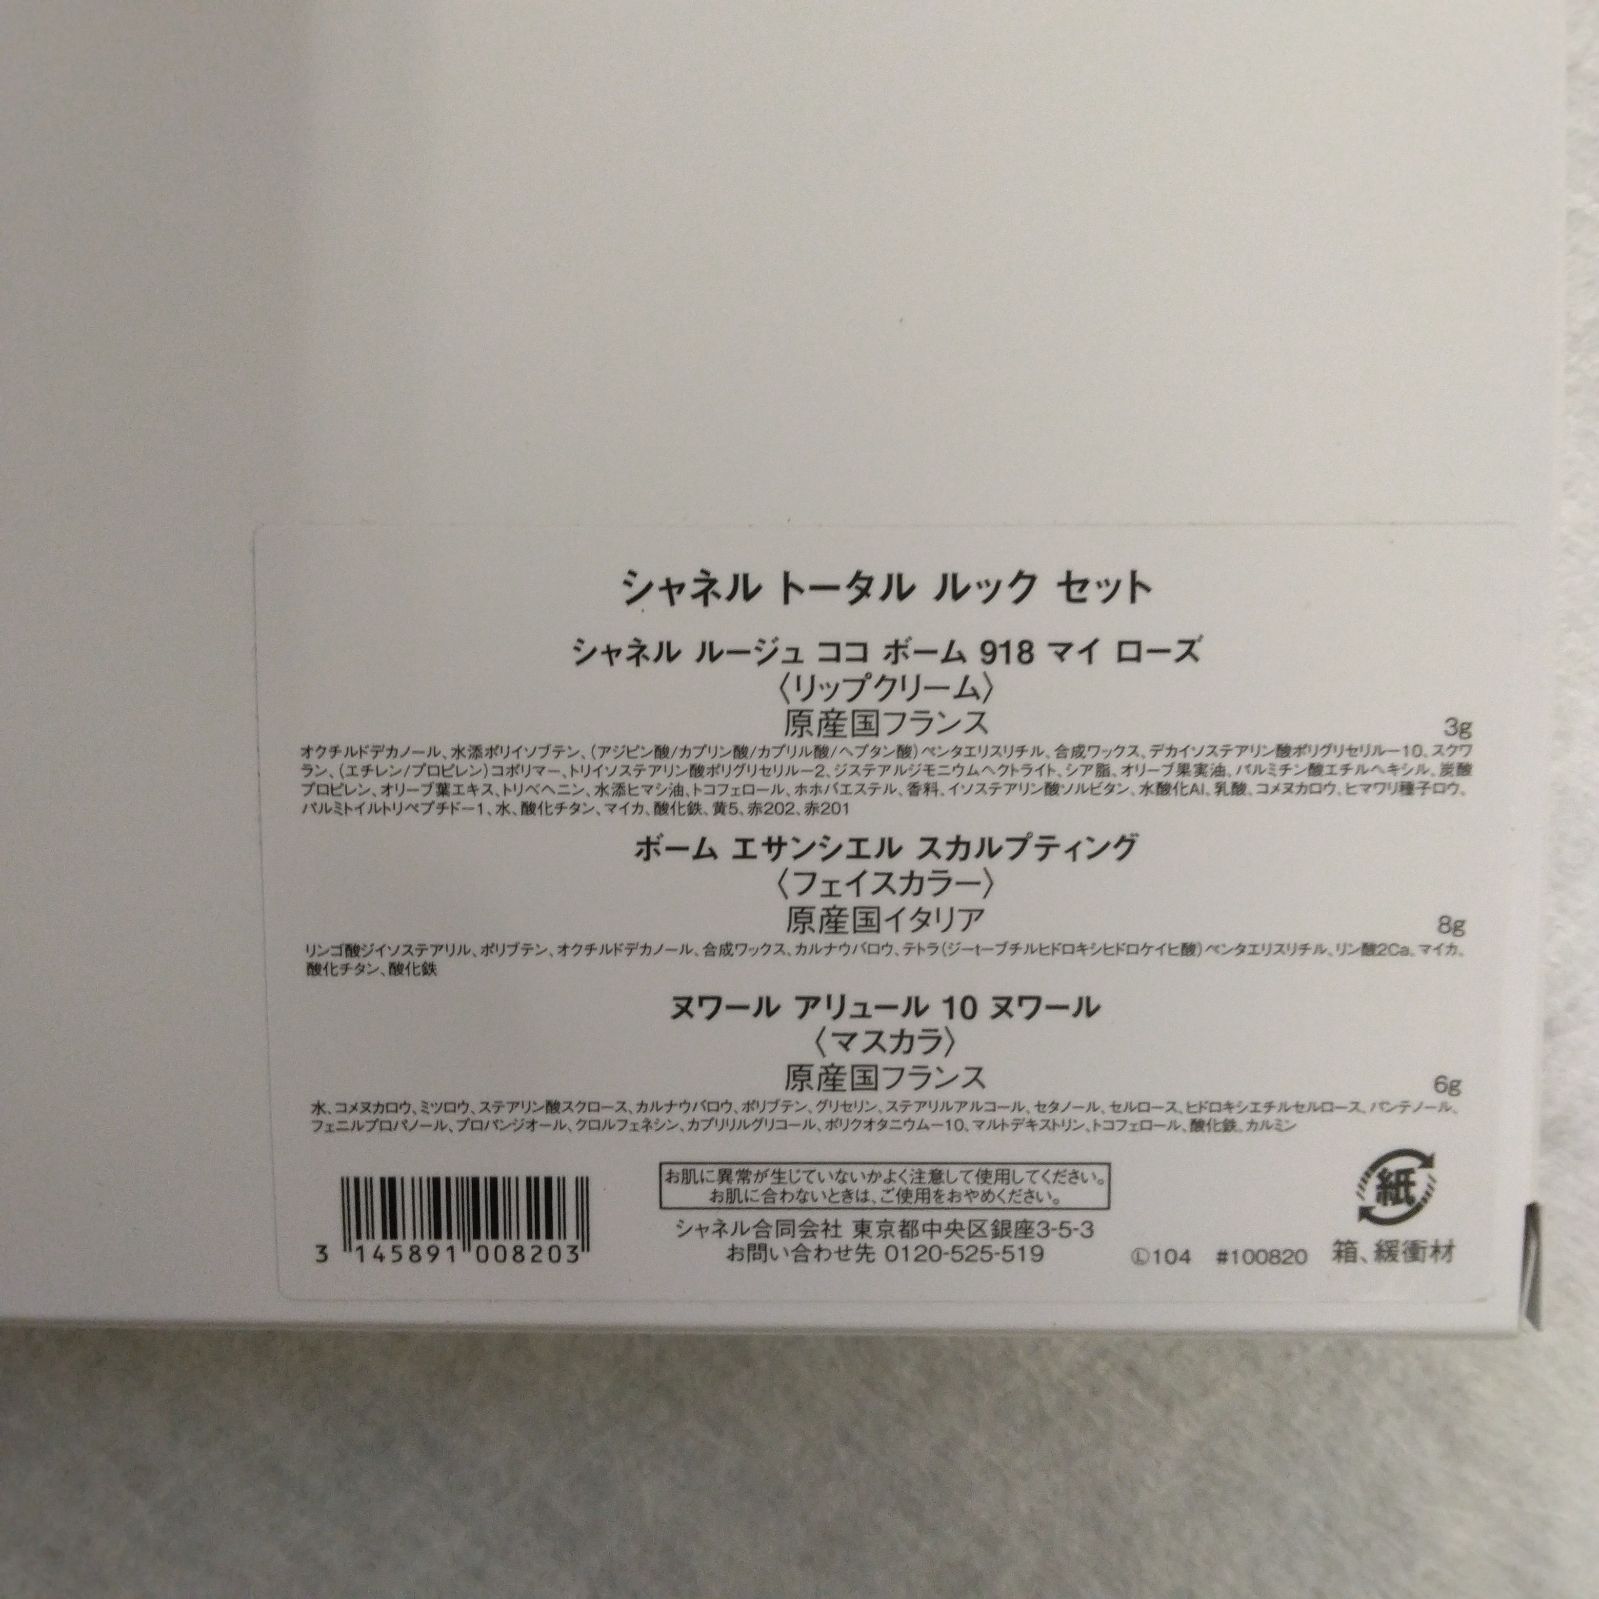 シャネル トータル ルック セット
シャネル ルージュ ココ ボーム 918 マイ ローズ
〈リップクリーム〉
原産国フランス
3g
オクチルドデカノール、水添ポリイソブテン、(アジピン酸/カプリン酸/カプリル酸/ヘプタン酸)ペンタエリスリチル、合成ワックス、デカイソステアリン酸ポリグリセリル－10、スクワ
ラン、(エチレン/プロピレン)コポリマー、トリイソステアリン酸ポリグリセリル－2、ジステアルジモニウムヘクトライト、シア脂、オリーブ果実油、パルミチン酸エチルヘキシル、炭酸
プロピレン、オリーブ葉エキス、トリベヘニン、水添ヒマシ油、トコフェロール、ホホバエステル、香料、イソステアリン酸ソルビタン、水酸化Al、乳酸、コメヌカロウ、ヒマワリ種子ロウ、
パルミトイルトリペプチド－1、水、酸化チタン、マイカ、酸化鉄、黄5、赤202、赤201
ボーム エサンシエル スカルプティング
〈フェイスカラー〉
原産国イタリア
8g
リンゴ酸ジイソステアリル、ポリブテン、オクチルドデカノール、合成ワックス、カルナウバロウ、テトラ(ジ－t－ブチルヒドロキシヒドロケイヒ酸)ペンタエリスリチル、リン酸2Ca、マイカ、
酸化チタン、酸化鉄
ヌワール アリュール 10 ヌワール
〈マスカラ〉
原産国フランス
6g
水、コメヌカロウ、ミツロウ、ステアリン酸スクロース、カルナウバロウ、ポリブテン、グリセリン、ステアリルアルコール、セタノール、セルロース、ヒドロキシエチルセルロース、パンテノール、
フェニルプロパノール、プロパンジオール、クロルフェネシン、カプリリルグリコール、ポリクオタニウム－10、マルトデキストリン、トコフェロール、酸化鉄、カルミン
お肌に異常が生じていないかよく注意して使用してください。
お肌に合わないときは、ご使用をおやめください。
シャネル合同会社 東京都中央区銀座3-5-3
お問い合わせ先 0120-525-519
3 145891 008203
Ⓛ104 #100820
紙
箱、緩衝材